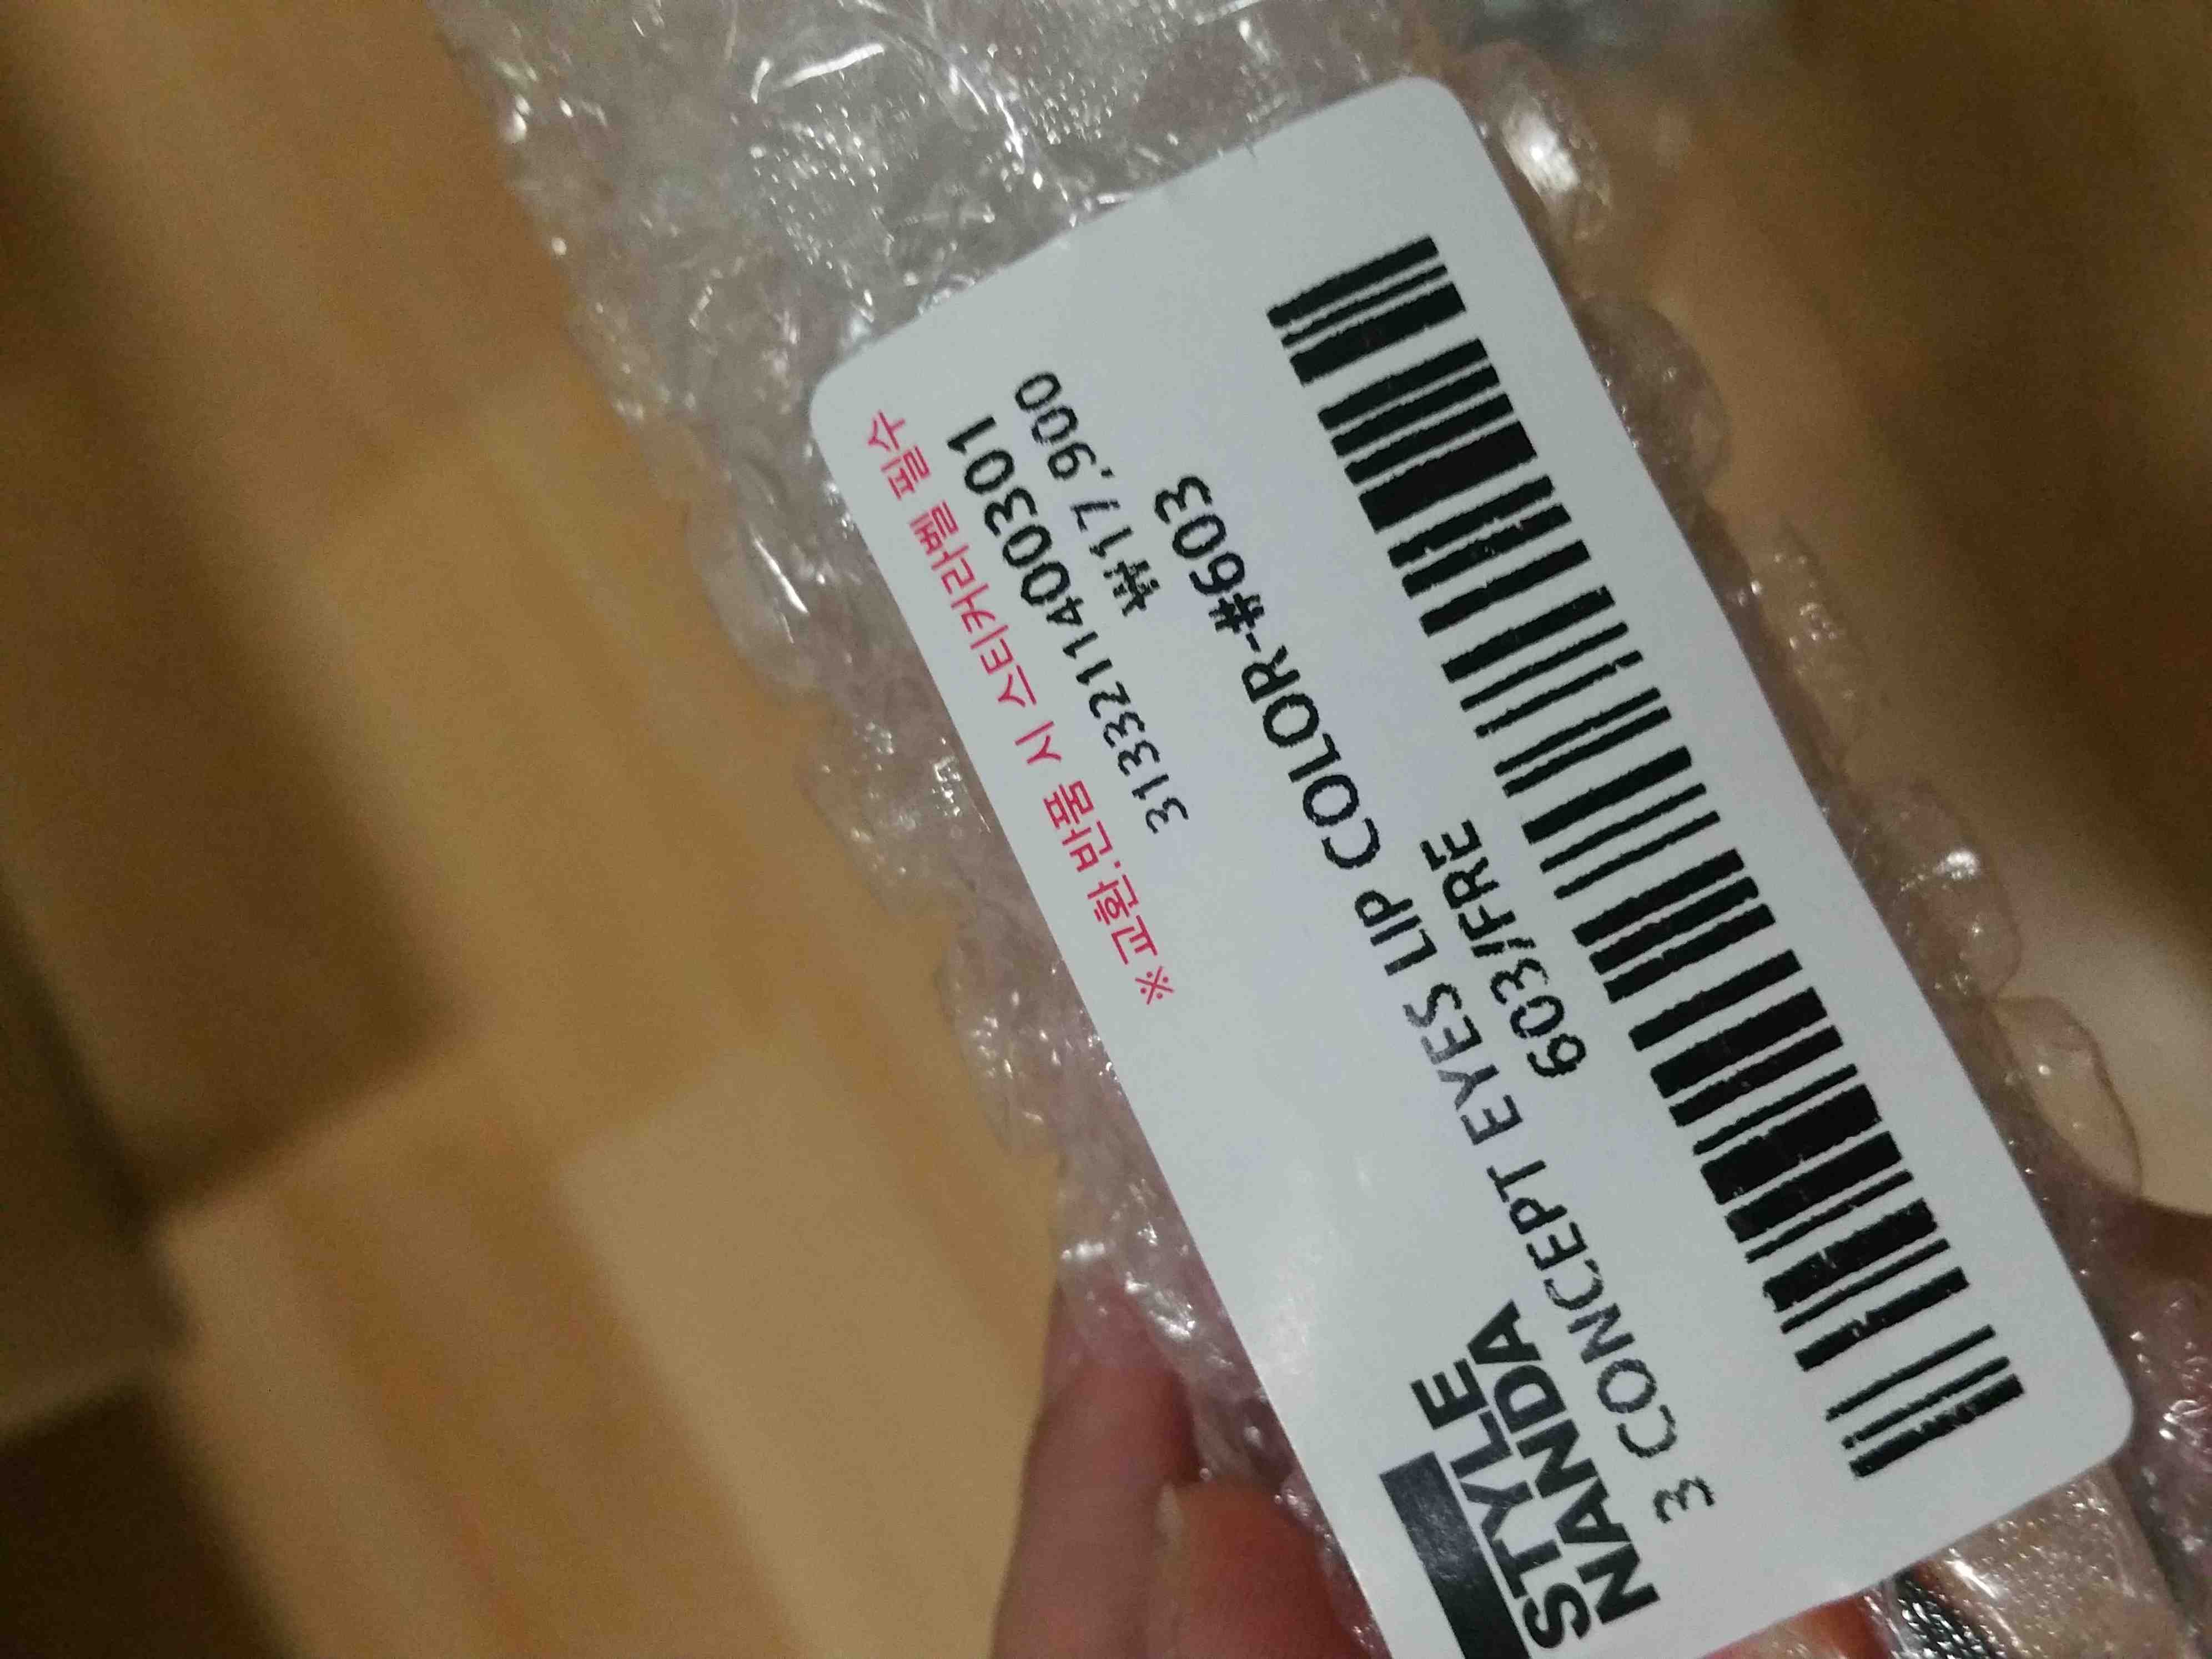 ※교환.반품 시 스티커라벨 필수
3133211400301
₩17,900
STYLE
NANDA
3 CONCEPT EYES LIP COLOR-#603
603/FRE